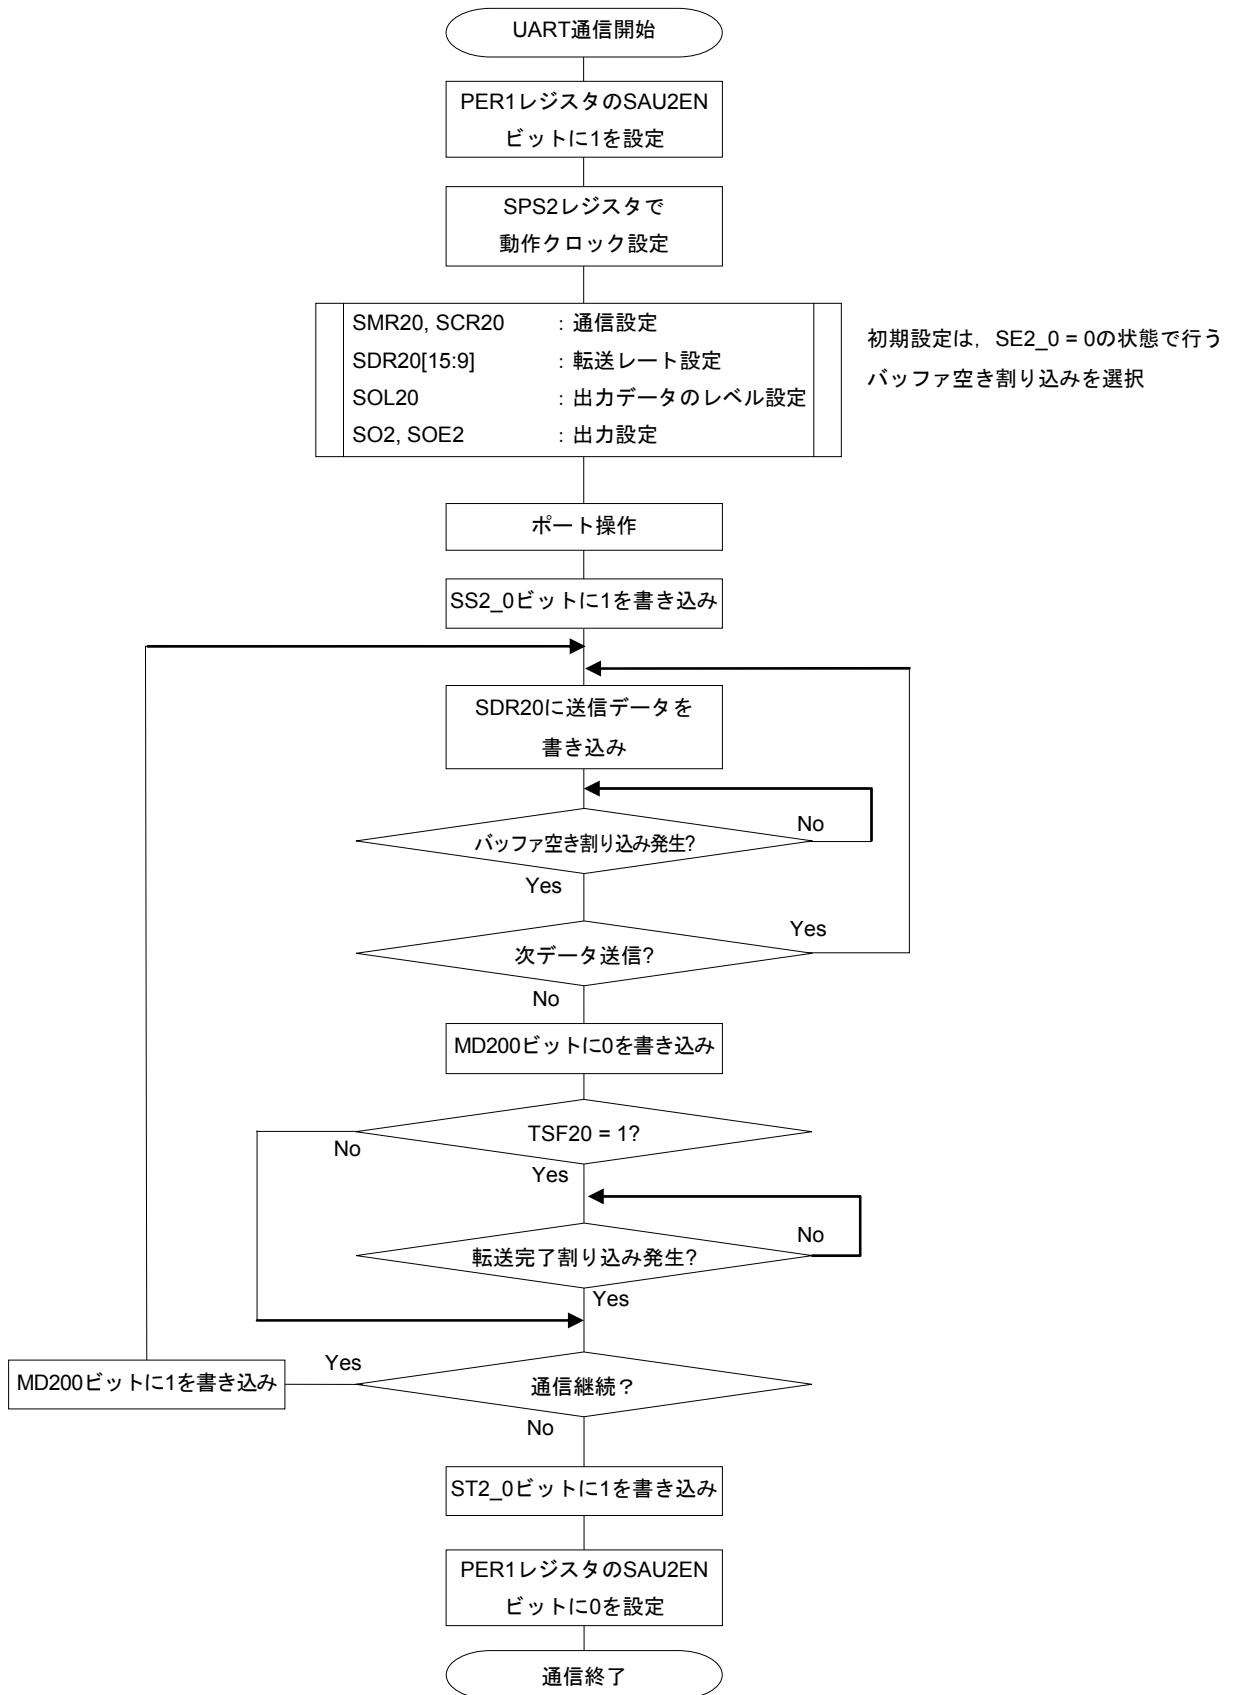 UART通信開始
PER1レジスタのSAU2EN
ビットに1を設定
SPS2レジスタで
動作クロック設定
SMR20, SCR20 : 通信設定
SDR20[15:9] : 転送レート設定
SOL20 : 出力データのレベル設定
SO2, SOE2 : 出力設定
初期設定は，SE2_0 = 0の状態で行う
バッファ空き割り込みを選択
ポート操作
SS2_0ビットに1を書き込み
SDR20に送信データを
書き込み
No
バッファ空き割り込み発生?
Yes
Yes
次データ送信?
No
MD200ビットに0を書き込み
TSF20 = 1?
No
Yes
No
転送完了割り込み発生?
Yes
Yes
MD200ビットに1を書き込み
通信継続？
No
ST2_0ビットに1を書き込み
PER1レジスタのSAU2EN
ビットに0を設定
通信終了